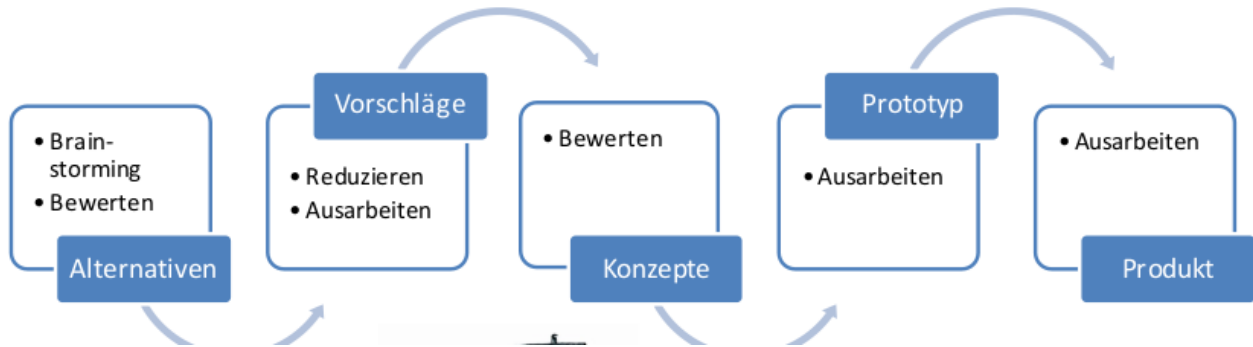 • Brain-
storming
• Bewerten
Alternativen
Vorschläge
• Reduzieren
• Ausarbeiten
• Bewerten
Konzepte
Prototyp
• Ausarbeiten
• Ausarbeiten
Produkt